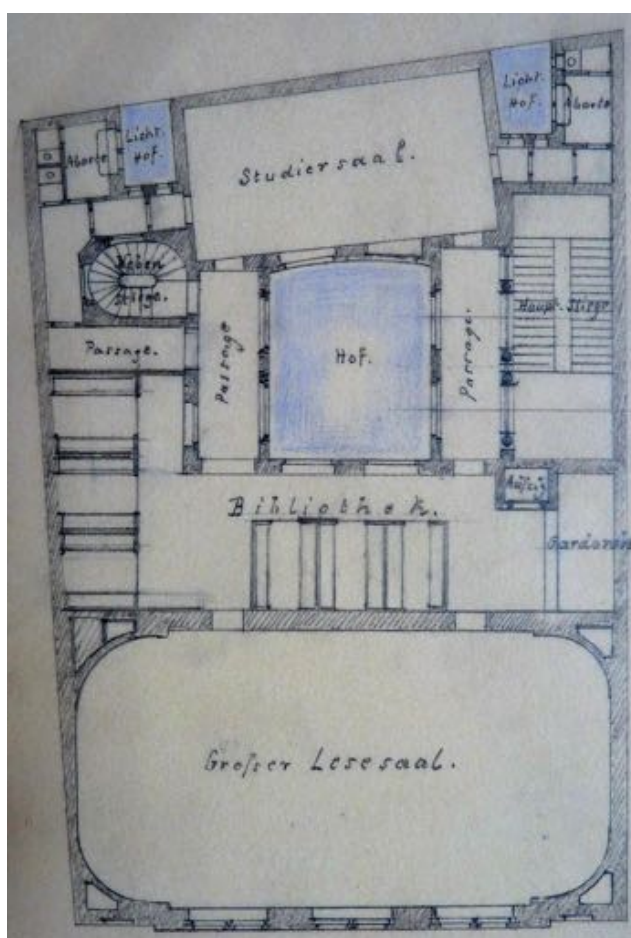 Licht.
Hof.
Aborte
Licht.
Hof.
Aborte
Studiersaal.
Neben
Stiege.
Haupt. Stiege
Passage.
Passage
Hof.
Passage.
Bibliothek.
Aufzug
Garderobe
Großer Lesesaal.